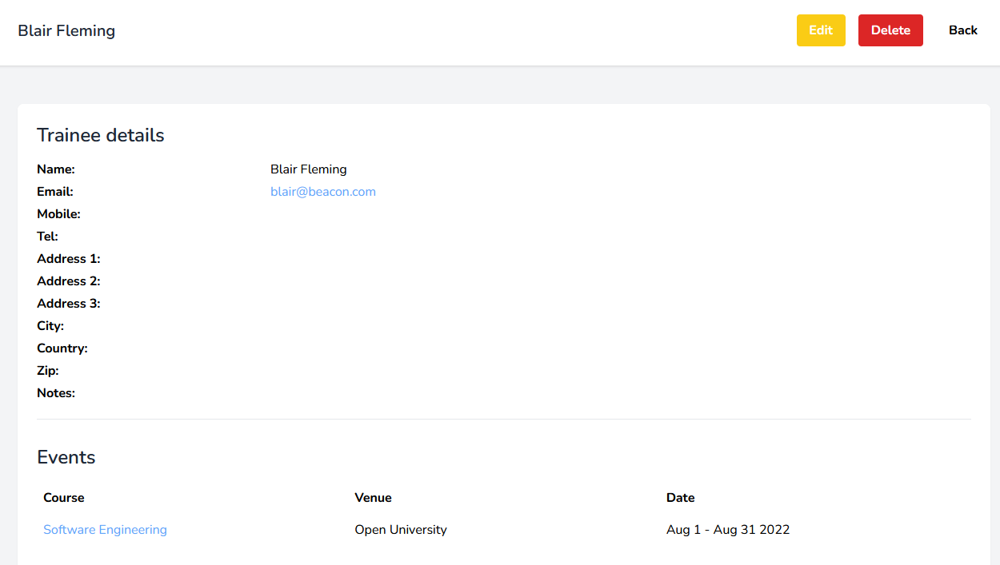 Blair Fleming Edit Delete Back
Trainee details
Name: Blair Fleming
Email: blair@beacon.com
Mobile:
Tel:
Address 1:
Address 2:
Address 3:
City:
Country:
Zip:
Notes:
Events
Course Venue Date
Software Engineering Open University Aug 1 - Aug 31 2022